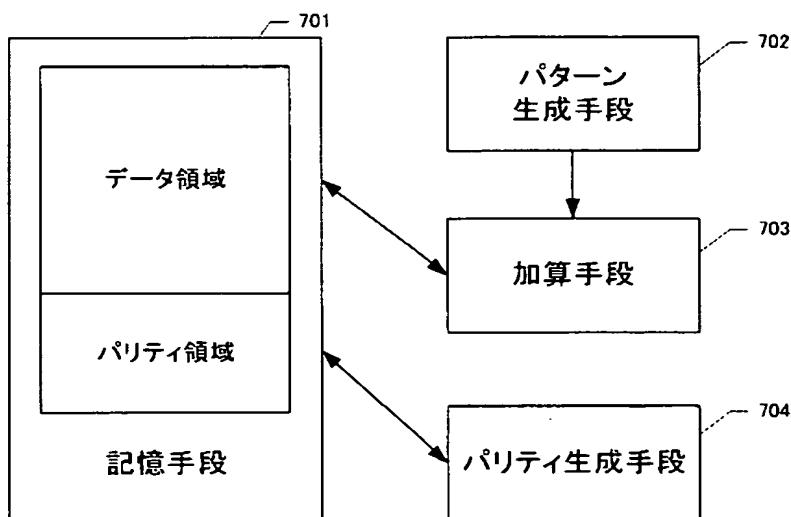 701
データ領域
パリティ領域
記憶手段
702
パターン
生成手段
703
加算手段
704
パリティ生成手段